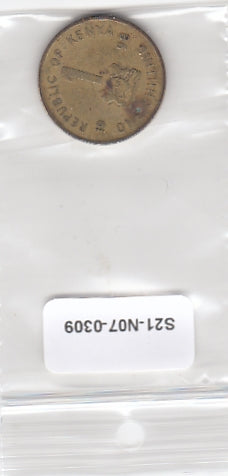 REPUBLIC OF KENYA
S21-N07-0309